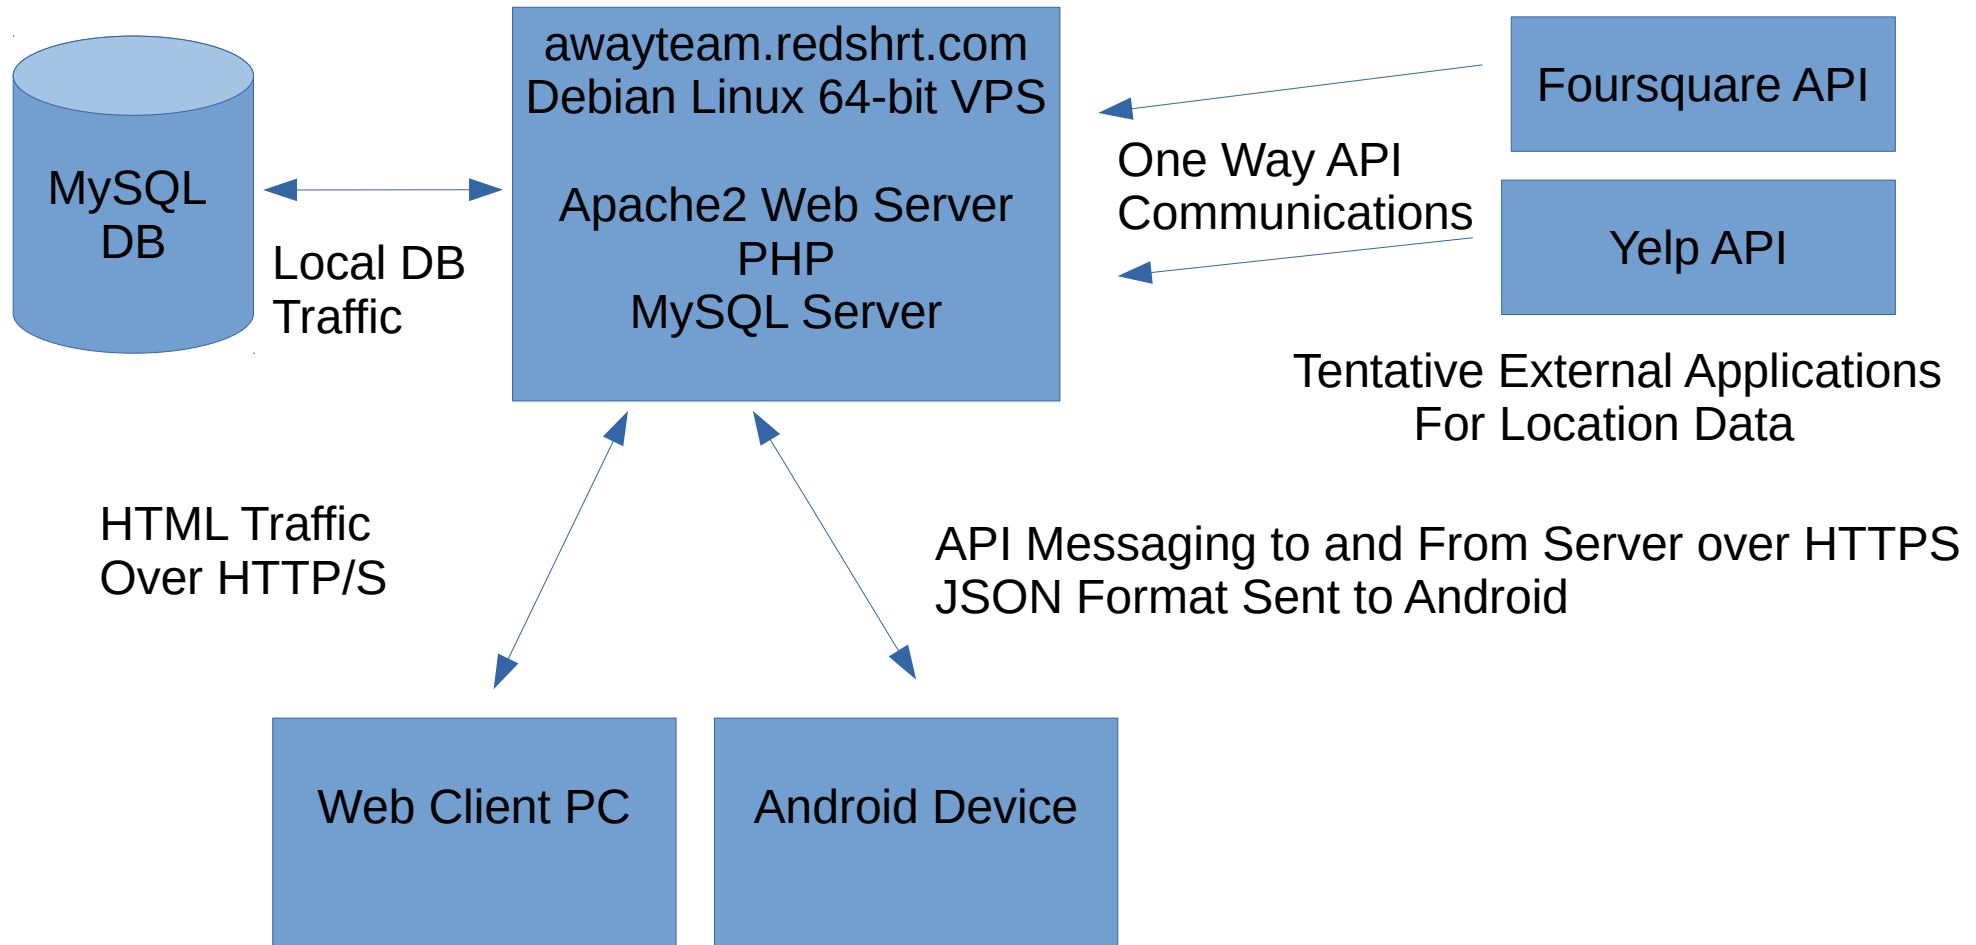 MySQL
DB
Local DB
Traffic
awayteam.redshrt.com
Debian Linux 64-bit VPS
Apache2 Web Server
PHP
MySQL Server
One Way API
Communications
Foursquare API
Yelp API
Tentative External Applications
For Location Data
HTML Traffic
Over HTTP/S
API Messaging to and From Server over HTTPS
JSON Format Sent to Android
Web Client PC
Android Device